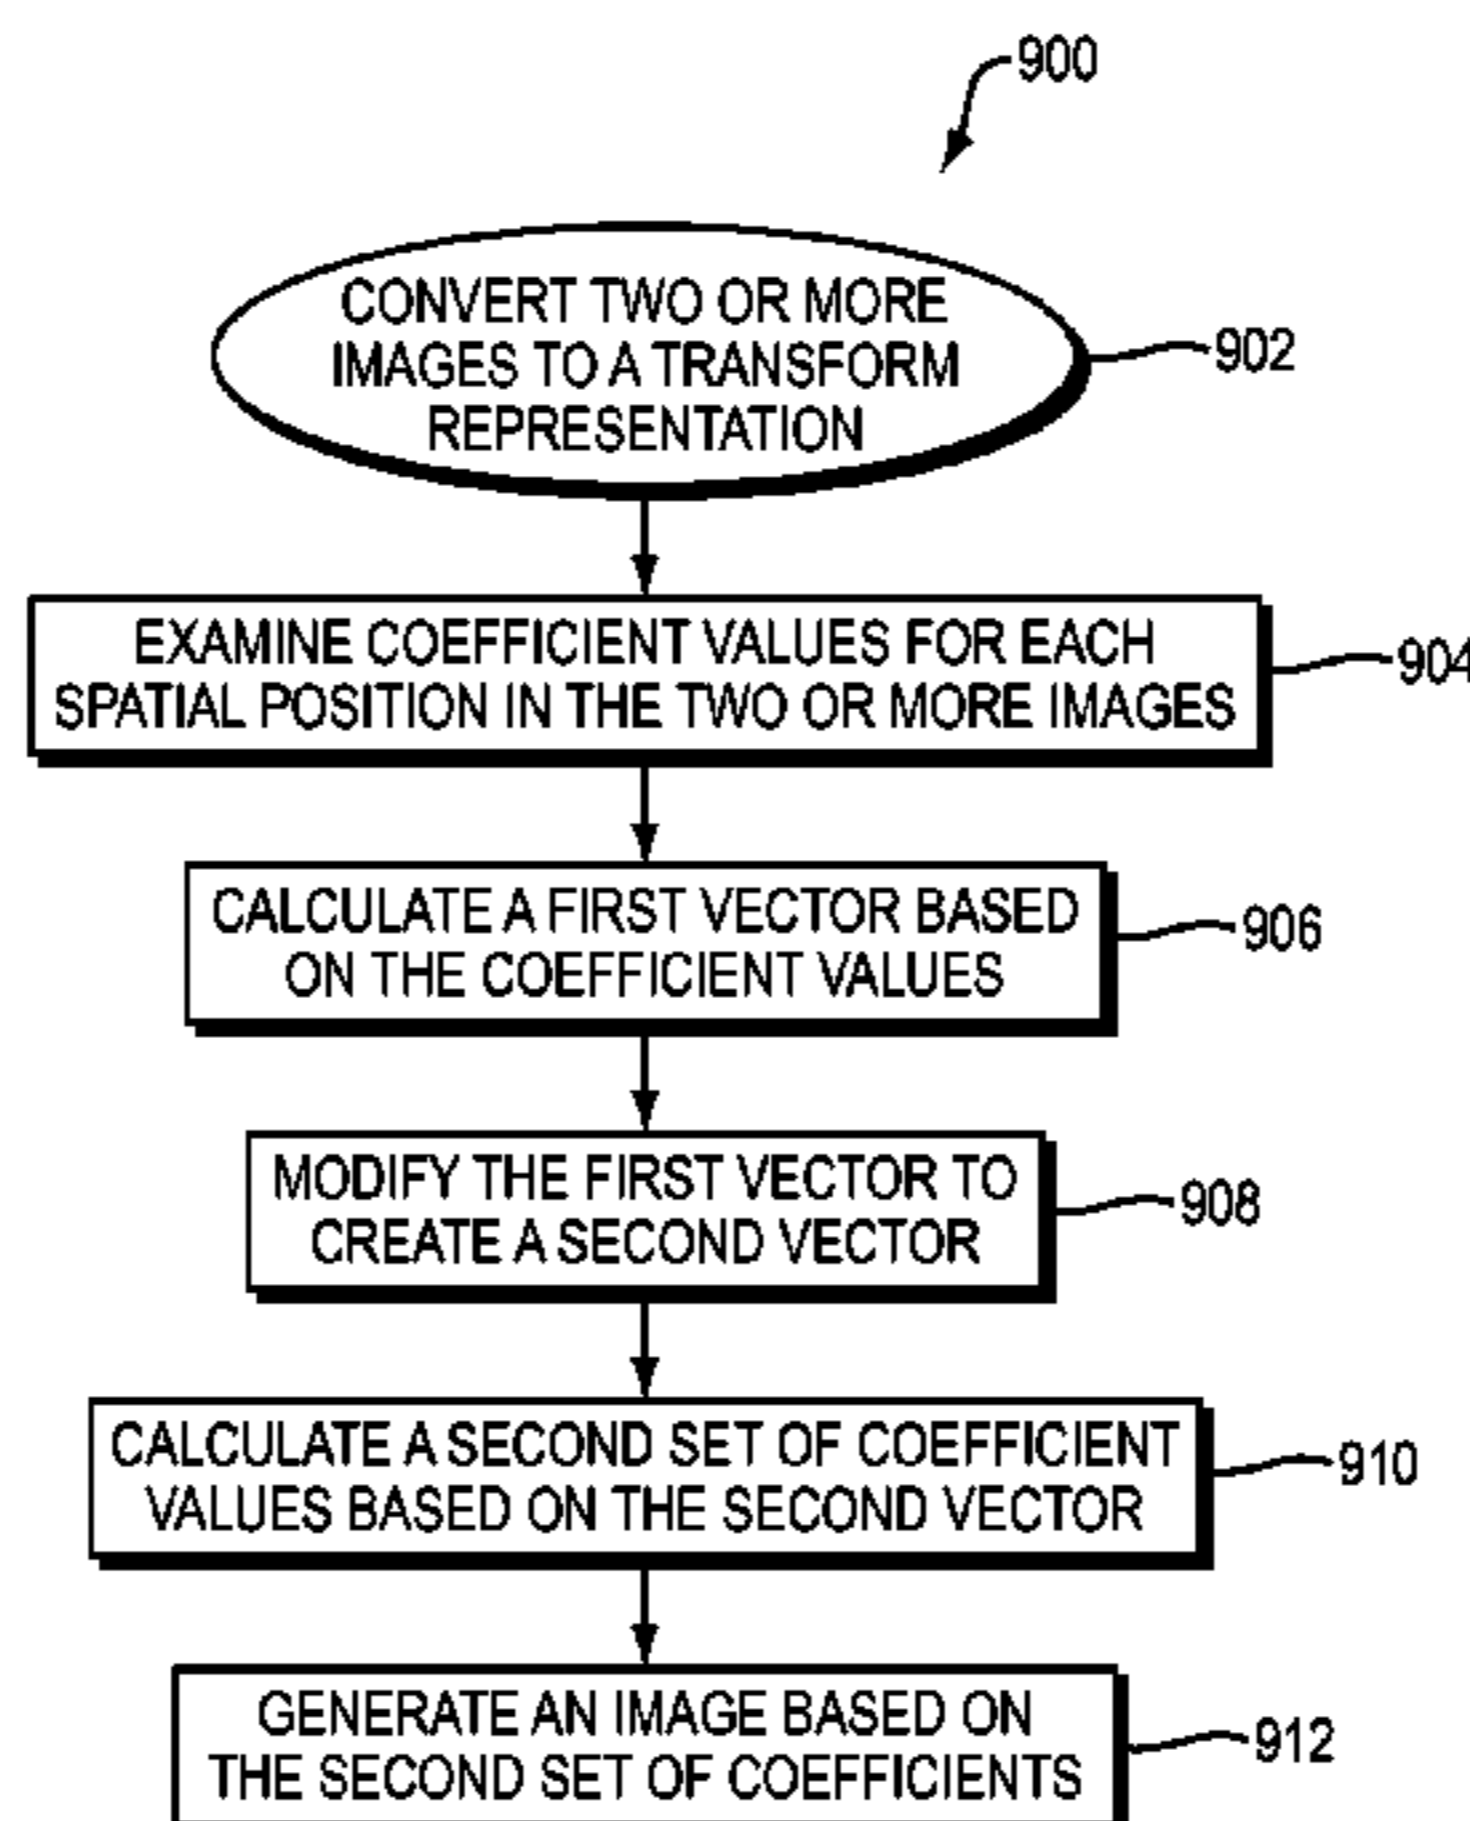 900
CONVERT TWO OR MORE
IMAGES TO A TRANSFORM
REPRESENTATION
902
EXAMINE COEFFICIENT VALUES FOR EACH
SPATIAL POSITION IN THE TWO OR MORE IMAGES
904
CALCULATE A FIRST VECTOR BASED
ON THE COEFFICIENT VALUES
906
MODIFY THE FIRST VECTOR TO
CREATE A SECOND VECTOR
908
CALCULATE A SECOND SET OF COEFFICIENT
VALUES BASED ON THE SECOND VECTOR
910
GENERATE AN IMAGE BASED ON
THE SECOND SET OF COEFFICIENTS
912